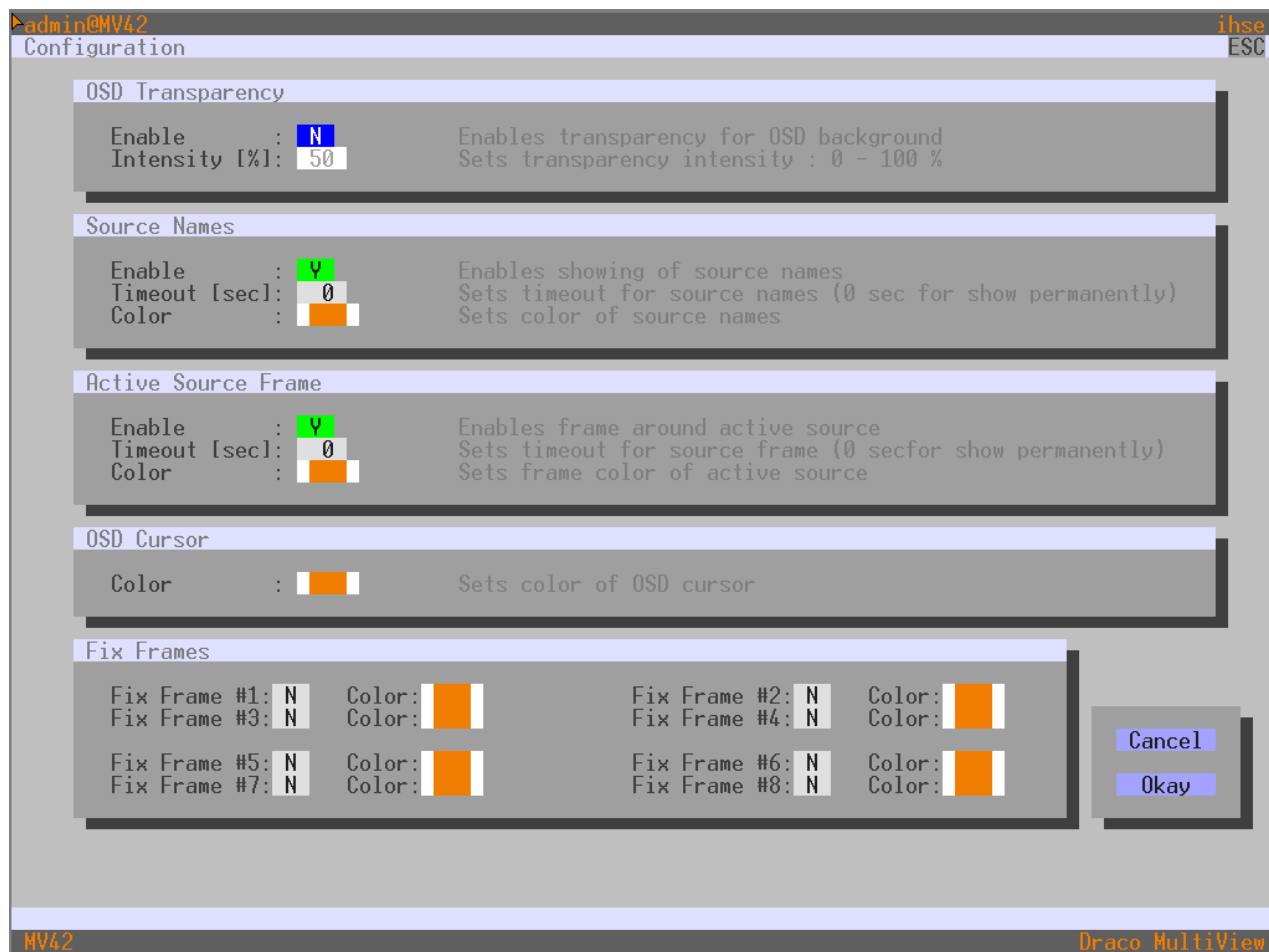 admin@MV42 ihse
Configuration ESC
OSD Transparency
Enable : N Enables transparency for OSD background
Intensity [%]: 50 Sets transparency intensity : 0 - 100 %
Source Names
Enable : Y Enables showing of source names
Timeout [sec]: 0 Sets timeout for source names (0 sec for show permanently)
Color : Sets color of source names
Active Source Frame
Enable : Y Enables frame around active source
Timeout [sec]: 0 Sets timeout for source frame (0 secfor show permanently)
Color : Sets frame color of active source
OSD Cursor
Color : Sets color of OSD cursor
Fix Frames
Fix Frame #1: N Color: Fix Frame #2: N Color:
Fix Frame #3: N Color: Fix Frame #4: N Color:
Fix Frame #5: N Color: Fix Frame #6: N Color:
Fix Frame #7: N Color: Fix Frame #8: N Color:
Cancel
Okay
MV42 Draco MultiView